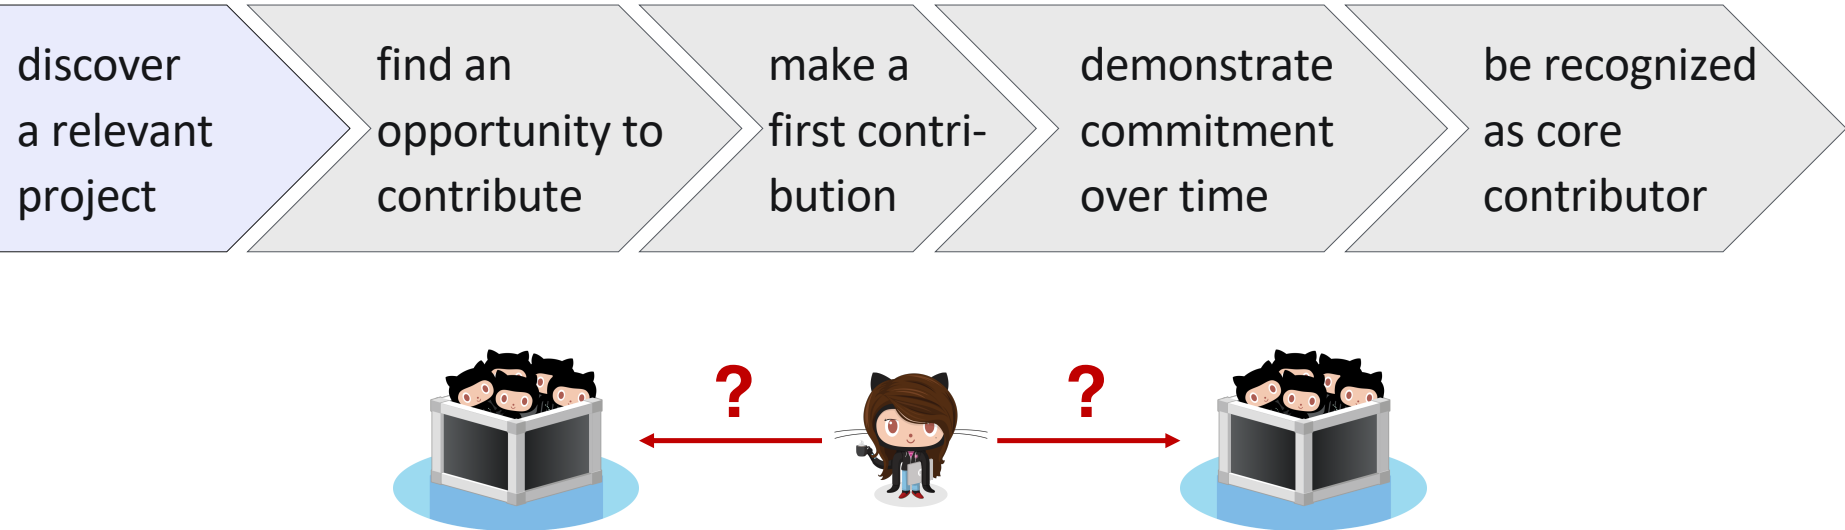 discover
a relevant
project
find an
opportunity to
contribute
make a
first contri-
bution
demonstrate
commitment
over time
be recognized
as core
contributor
? ?